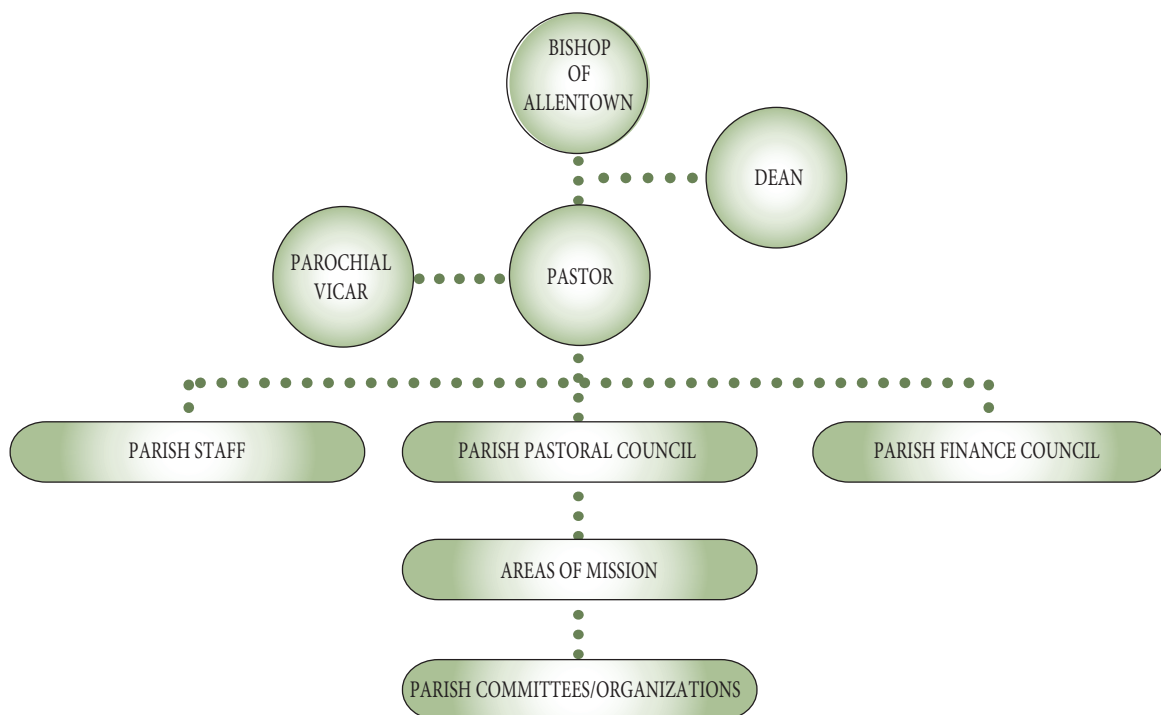 BISHOP
OF
ALLENTOWN
DEAN
PAROCHIAL
VICAR
PASTOR
PARISH STAFF
PARISH PASTORAL COUNCIL
PARISH FINANCE COUNCIL
AREAS OF MISSION
PARISH COMMITTEES/ORGANIZATIONS